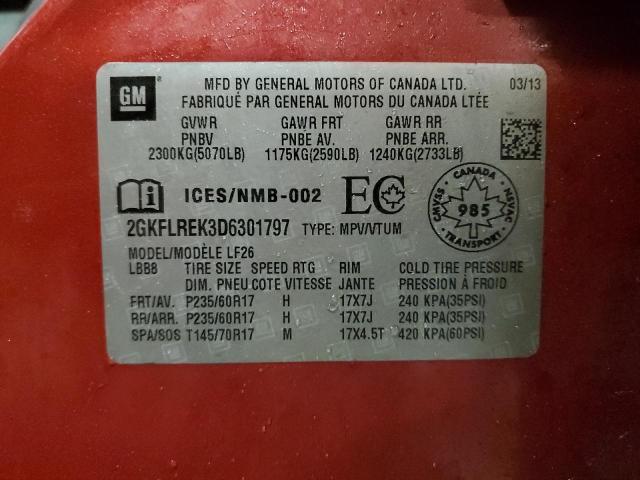 GM
MFD BY GENERAL MOTORS OF CANADA LTD. 03/13
FABRIQUÉ PAR GENERAL MOTORS DU CANADA LTÉE
GVWR GAWR FRT GAWR RR
PNBV PNBE AV. PNBE ARR.
2300KG(5070LB) 1175KG(2590LB) 1240KG(2733LB)
ICES/NMB-002 EC
CANADA
CMVSS 985 NSVAC
TRANSPORT
2GKFLREK3D6301797 TYPE: MPV/VTUM
MODEL/MODÈLE LF26
LBB8 TIRE SIZE SPEED RTG RIM COLD TIRE PRESSURE
DIM. PNEU COTE VITESSE JANTE PRESSION À FROID
FRT/AV. P235/60R17 H 17X7J 240 KPA(35PSI)
RR/ARR. P235/60R17 H 17X7J 240 KPA(35PSI)
SPA/SOS T145/70R17 M 17X4.5T 420 KPA(60PSI)